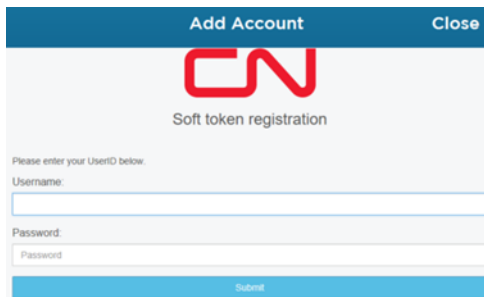 Add Account Close
CN
Soft token registration
Please enter your UserID below.
Username:
Password:
Password
Submit